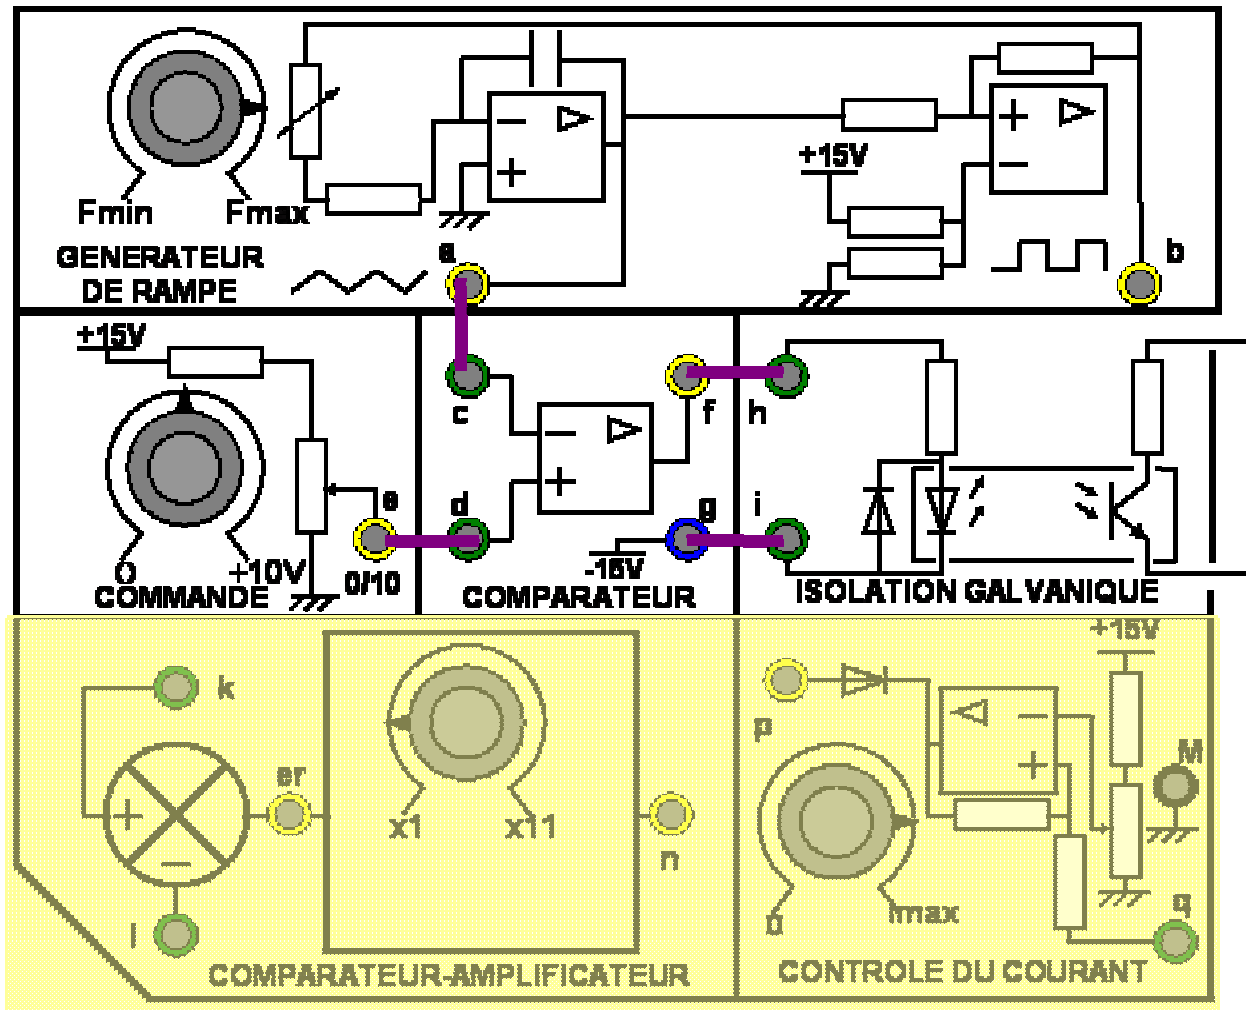 +15V
Fmin Fmax
a
b
GENERATEUR
DE RAMPE
+15V
c
f
h
e
d
g
i
0
+10V
0/10
-15V
COMMANDE
COMPARATEUR
ISOLATION GALVANIQUE
+15V
k
p
M
er
x1
x11
n
l
0
Imax
q
COMPARATEUR-AMPLIFICATEUR
CONTROLE DU COURANT